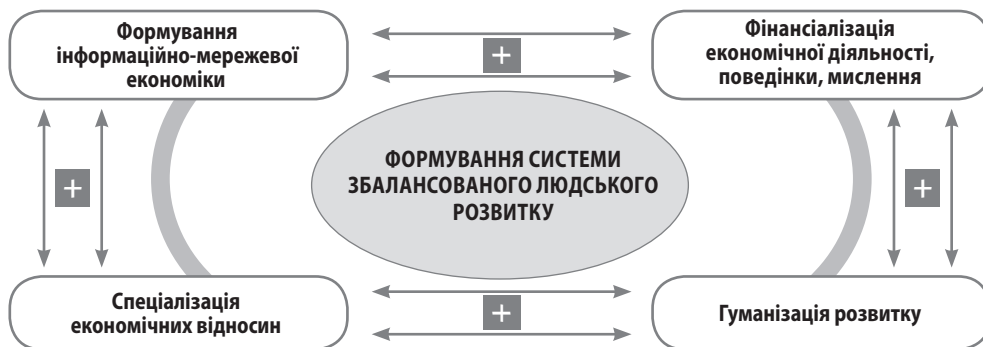 Формування
інформаційно-мережевої
економіки
+
Фінансіалізація
економічної діяльності,
поведінки, мислення
+
ФОРМУВАННЯ СИСТЕМИ
ЗБАЛАНСОВАНОГО ЛЮДСЬКОГО
РОЗВИТКУ
+
Спеціалізація
економічних відносин
+
Гуманізація розвитку